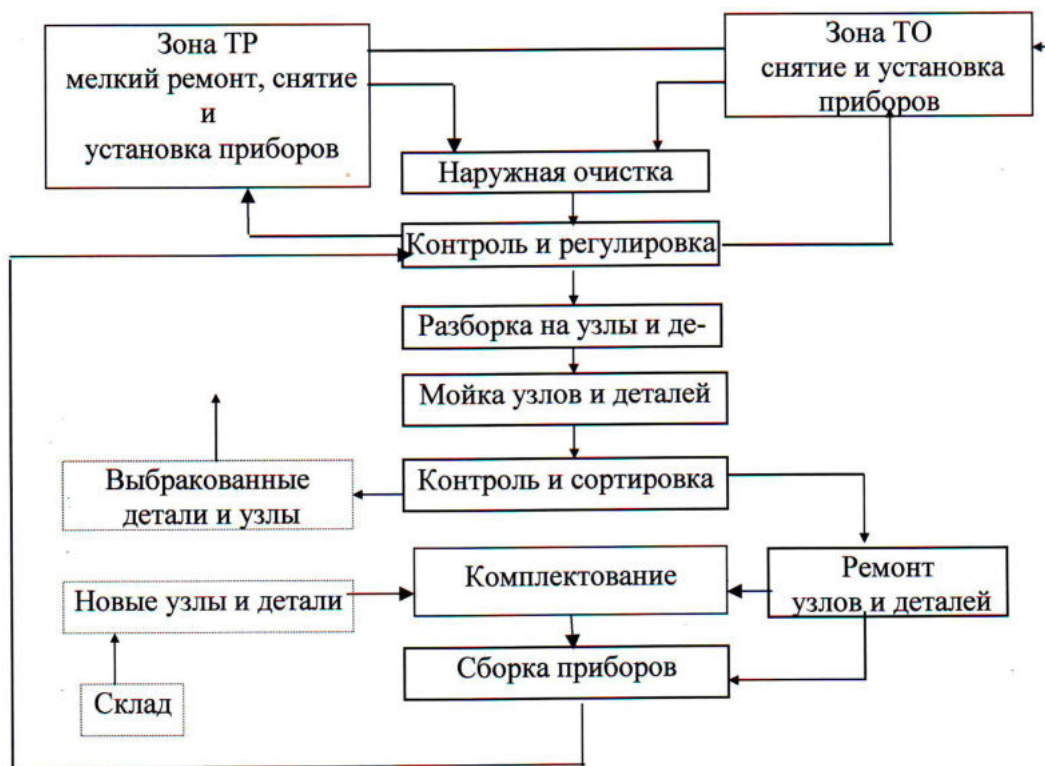 Зона ТР
мелкий ремонт, снятие
и
установка приборов
Зона ТО
снятие и установка
приборов
Наружная очистка
Контроль и регулировка
Разборка на узлы и де-
Мойка узлов и деталей
Контроль и сортировка
Выбракованные
детали и узлы
Комплектование
Ремонт
узлов и деталей
Новые узлы и детали
Сборка приборов
Склад